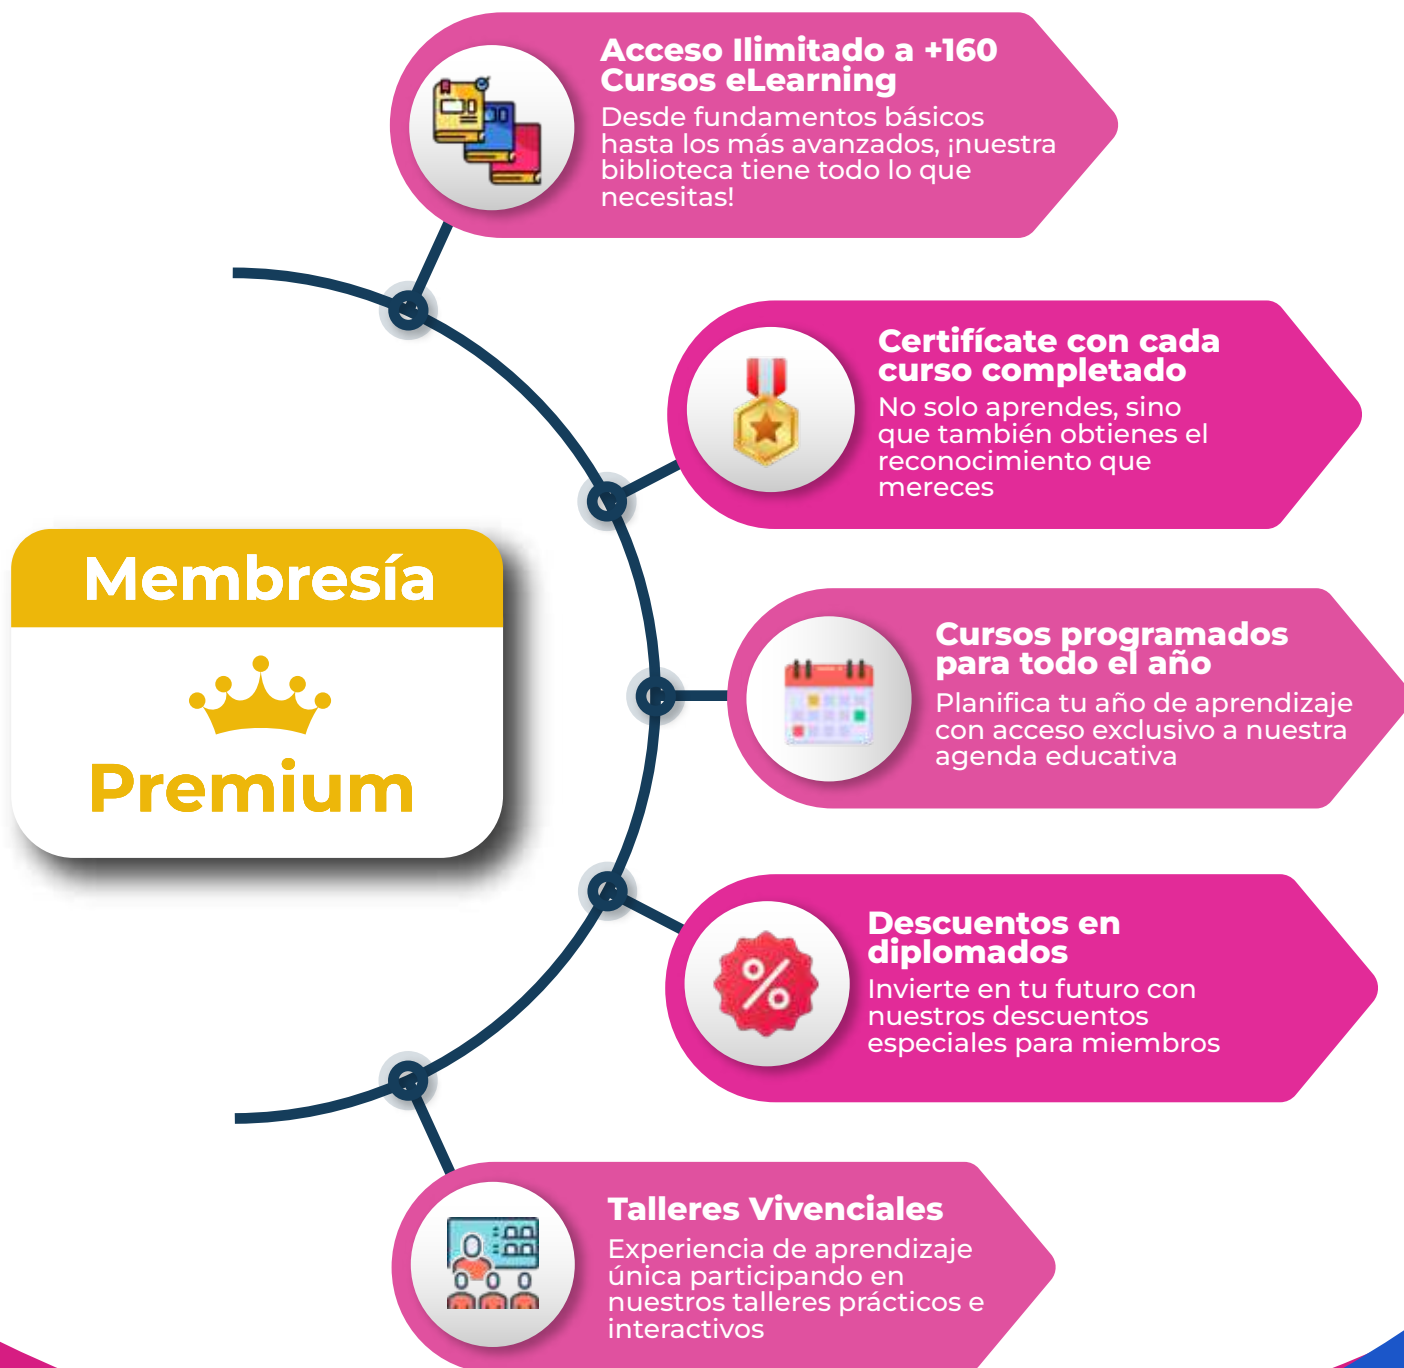 Acceso Ilimitado a +160
Cursos eLearning
Desde fundamentos básicos
hasta los más avanzados, ¡nuestra
biblioteca tiene todo lo que
necesitas!
Certifícate con cada
curso completado
No solo aprendes, sino
que también obtienes el
reconocimiento que
mereces
Membresía
Premium
Cursos programados
para todo el año
Planifica tu año de aprendizaje
con acceso exclusivo a nuestra
agenda educativa
Descuentos en
diplomados
Invierte en tu futuro con
nuestros descuentos
especiales para miembros
Talleres Vivenciales
Experiencia de aprendizaje
única participando en
nuestros talleres prácticos e
interactivos